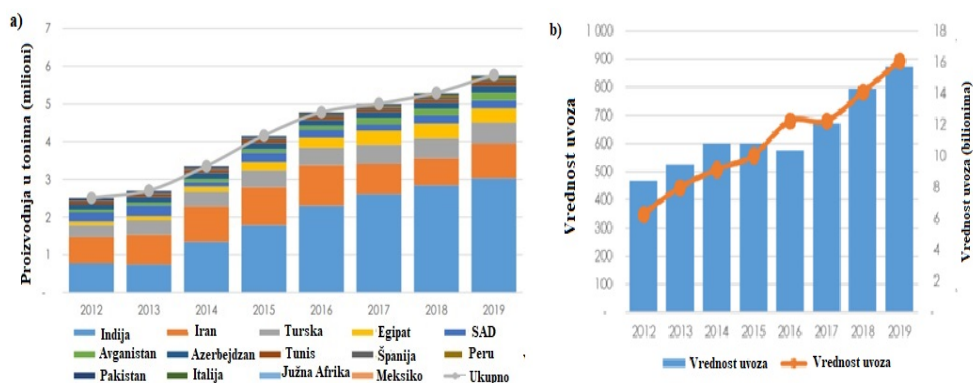 a)
Proizvodnja u tonima (milioni)
7
6
5
4
3
2
1
-
2012 2013 2014 2015 2016 2017 2018 2019
Indija Iran Turska Egipat SAD
Avganistan Azerbejdzan Tunis Španija Peru
Pakistan Italija Južna Afrika Meksiko Ukupno
b)
Vrednost uvoza
1 000
900
800
700
600
500
400
300
200
100
-
18
16
14
12
10
8
6
4
2
-
Vrednost uvoza (bilionima)
2012 2013 2014 2015 2016 2017 2018 2019
Vrednost uvoza Vrednost uvoza